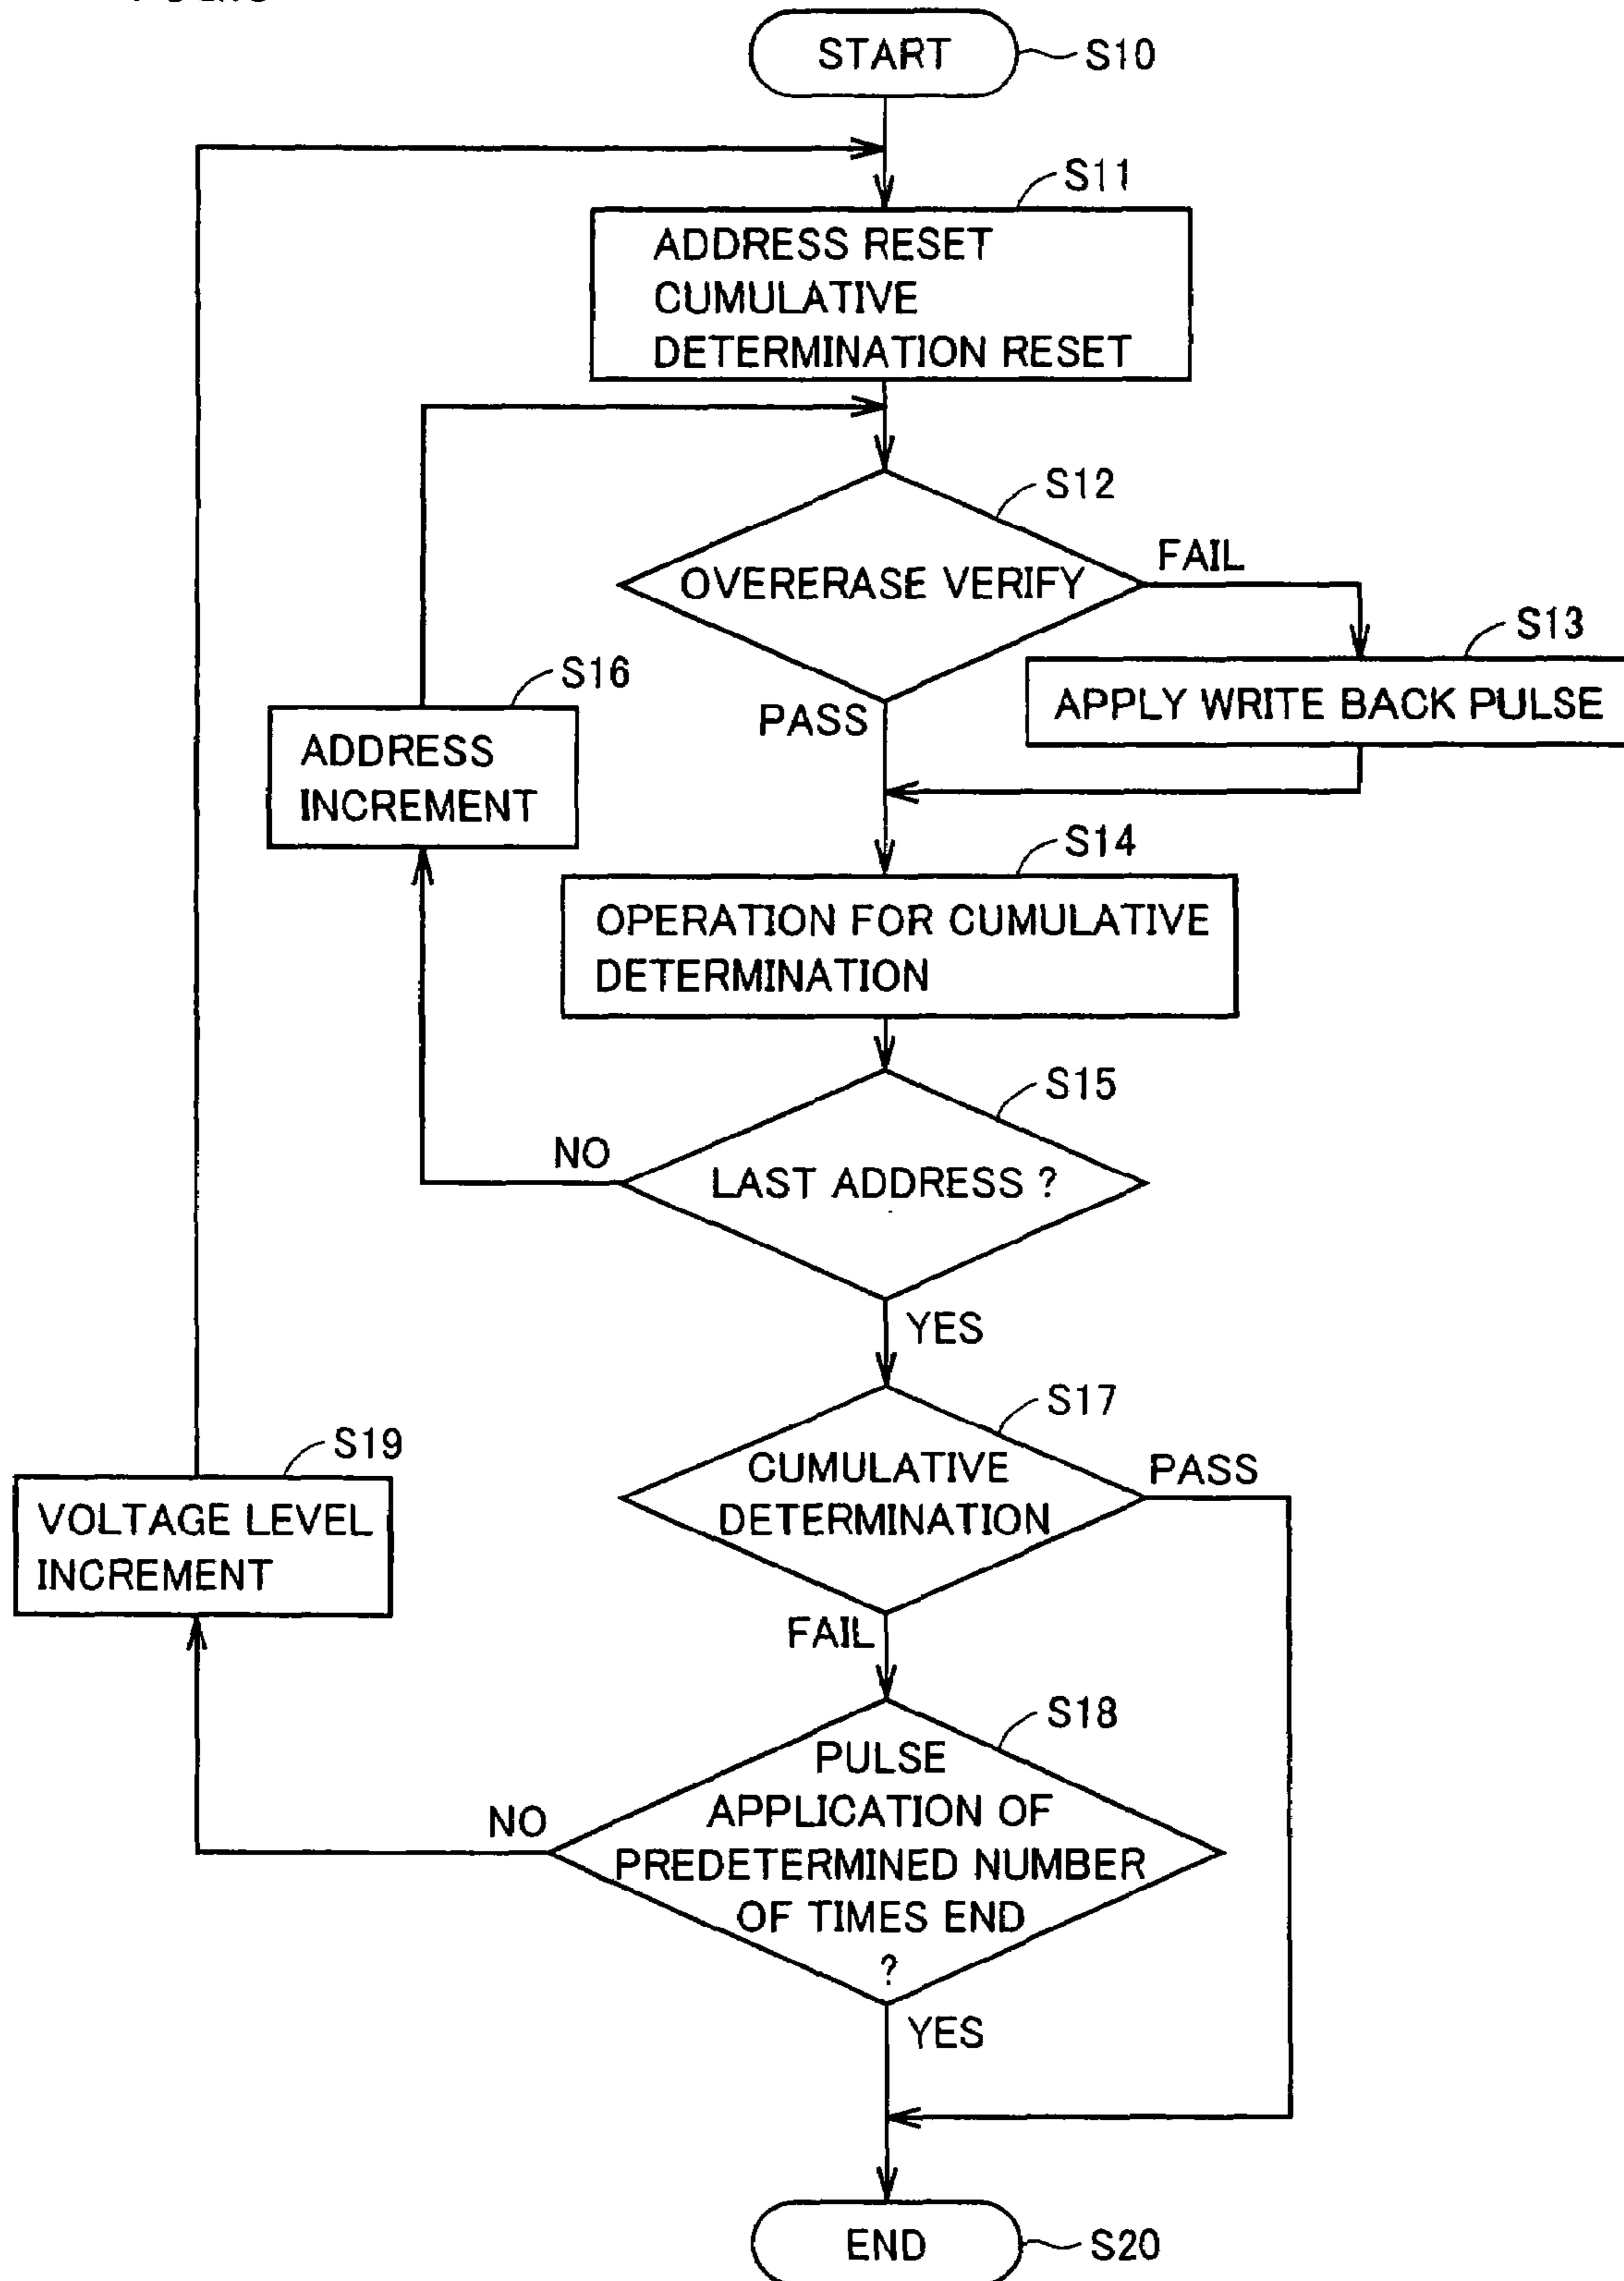 START
S10
S11
ADDRESS RESET
CUMULATIVE
DETERMINATION RESET
S12
OVERERASE VERIFY
FAIL
S13
APPLY WRITE BACK PULSE
PASS
S16
ADDRESS
INCREMENT
S14
OPERATION FOR CUMULATIVE
DETERMINATION
S15
NO
LAST ADDRESS ?
YES
S17
CUMULATIVE
DETERMINATION
PASS
S19
VOLTAGE LEVEL
INCREMENT
FAIL
S18
PULSE
APPLICATION OF
PREDETERMINED NUMBER
OF TIMES END
?
NO
YES
END
S20